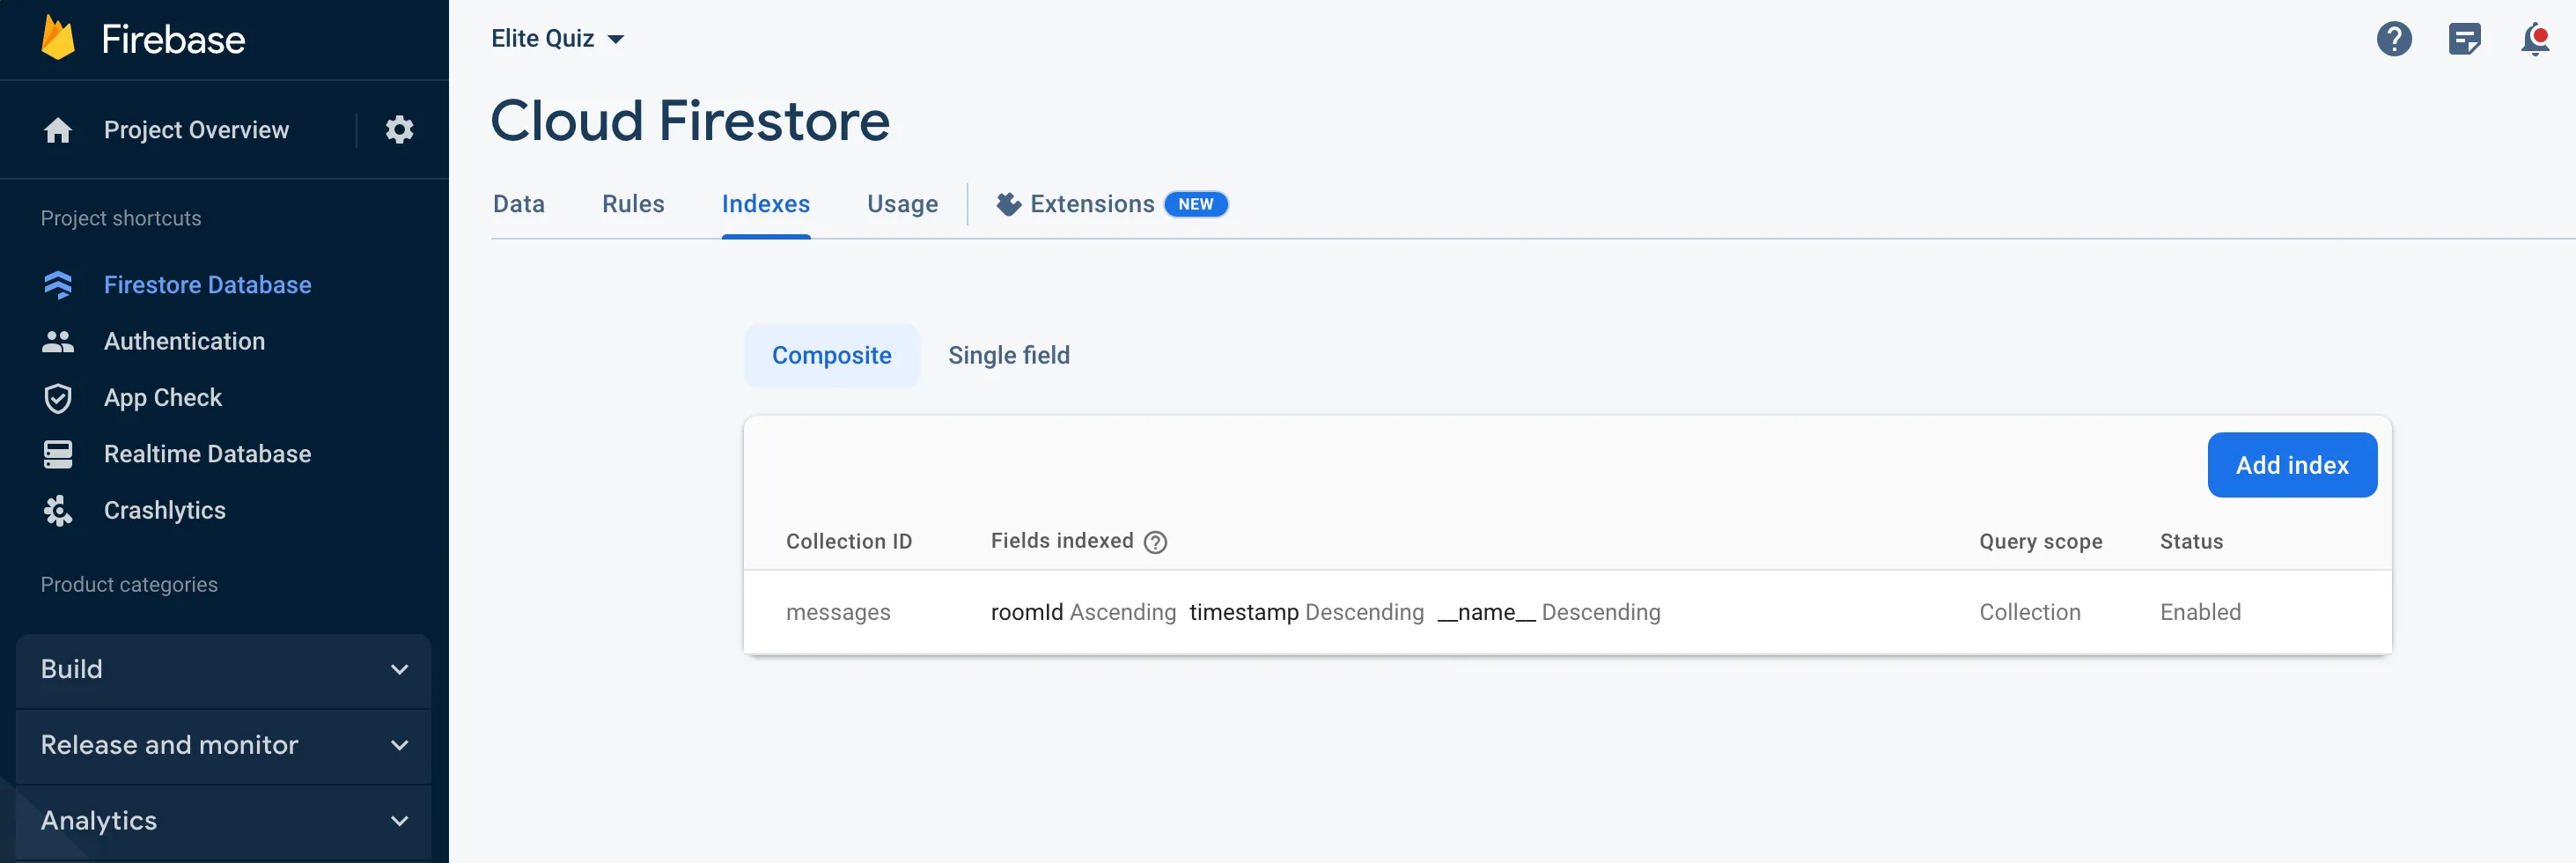 Firebase
Project Overview
Project shortcuts
Firestore Database
Authentication
App Check
Realtime Database
Crashlytics
Product categories
Build
Release and monitor
Analytics
Elite Quiz
Cloud Firestore
Data Rules Indexes Usage Extensions NEW
Composite Single field
Add index
Collection ID Fields indexed ? Query scope Status
messages roomId Ascending timestamp Descending __name__ Descending Collection Enabled